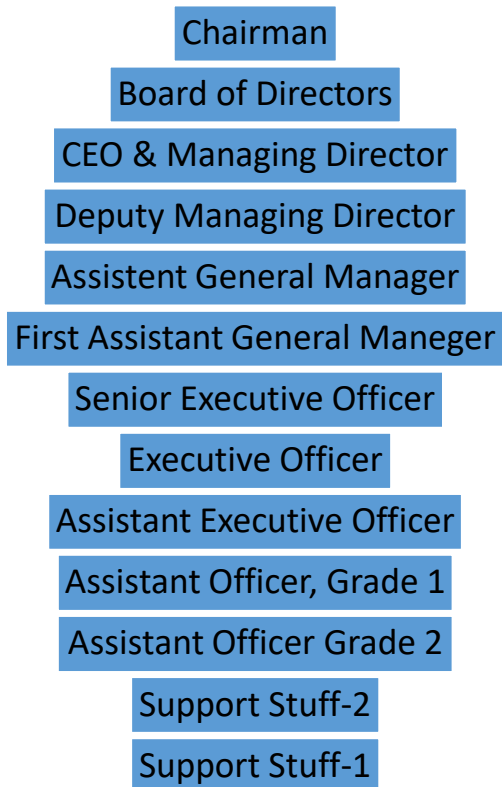 Chairman
Board of Directors
CEO & Managing Director
Deputy Managing Director
Assistent General Manager
First Assistant General Maneger
Senior Executive Officer
Executive Officer
Assistant Executive Officer
Assistant Officer, Grade 1
Assistant Officer Grade 2
Support Stuff-2
Support Stuff-1